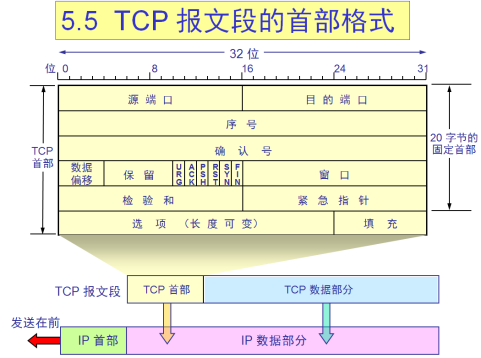 5.5 TCP 报文段的首部格式
32 位
位 0 8 16 24 31
源 端 口 目 的 端 口
序 号
TCP
首部
20 字节的
固定首部
确 认 号
数据
偏移
保 留
URG
ACK
PSH
RST
SYN
FIN
窗 口
检 验 和 紧 急 指 针
选 项 （长 度 可 变） 填 充
TCP 报文段 TCP 首部 TCP 数据部分
发送在前
IP 首部 IP 数据部分